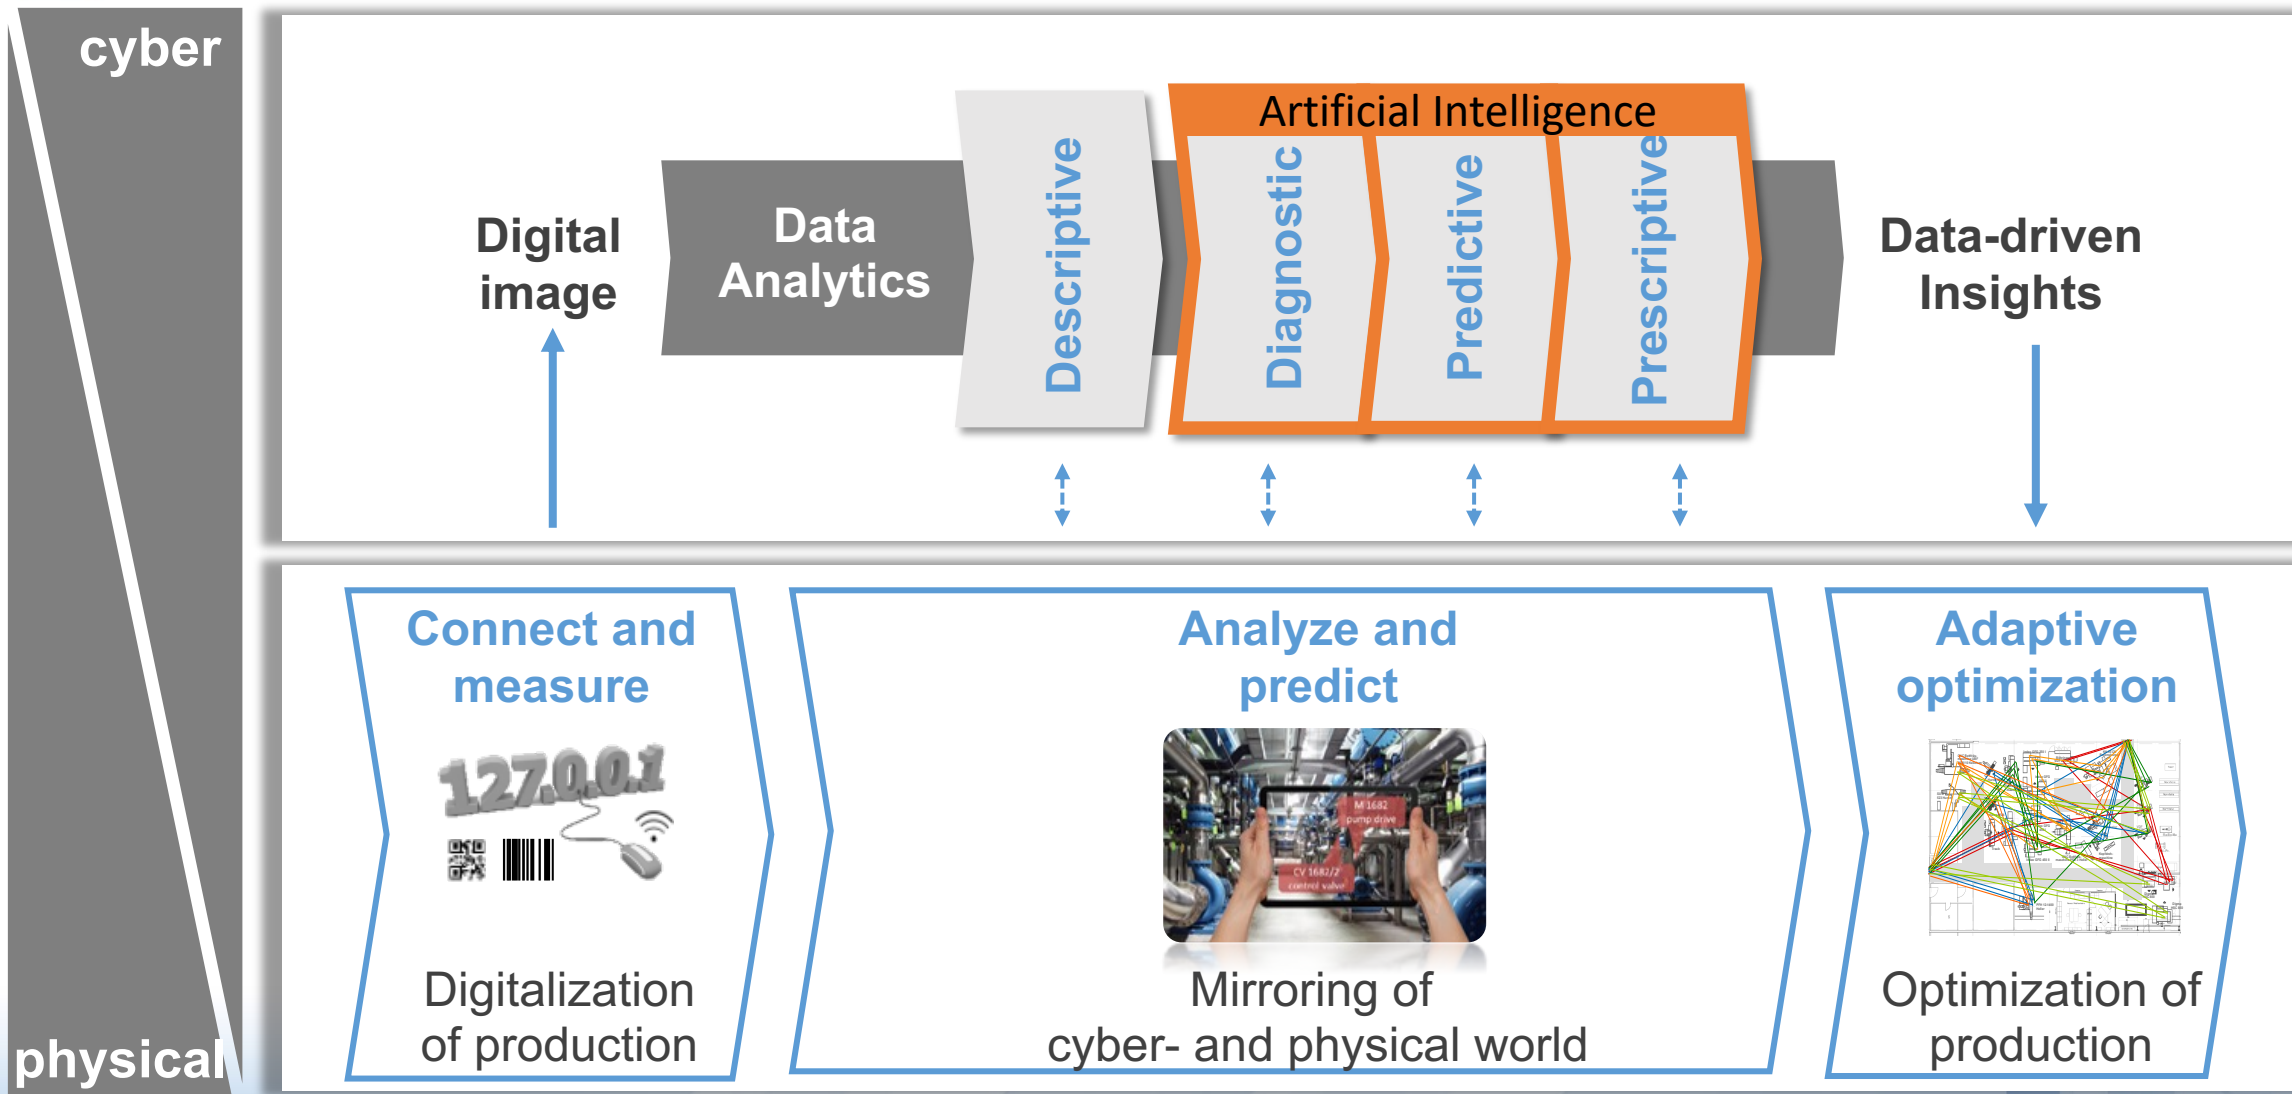 cyber
Artificial Intelligence
Digital
image
Data
Analytics
Descriptive
Diagnostic
Predictive
Prescriptive
Data-driven
Insights
Connect and
measure
127.0.0.1
Digitalization
of production
Analyze and
predict
M 1682
pump drive
CV 1682/2
control valve
Mirroring of
cyber- and physical world
Adaptive
optimization
Optimization of
production
physical